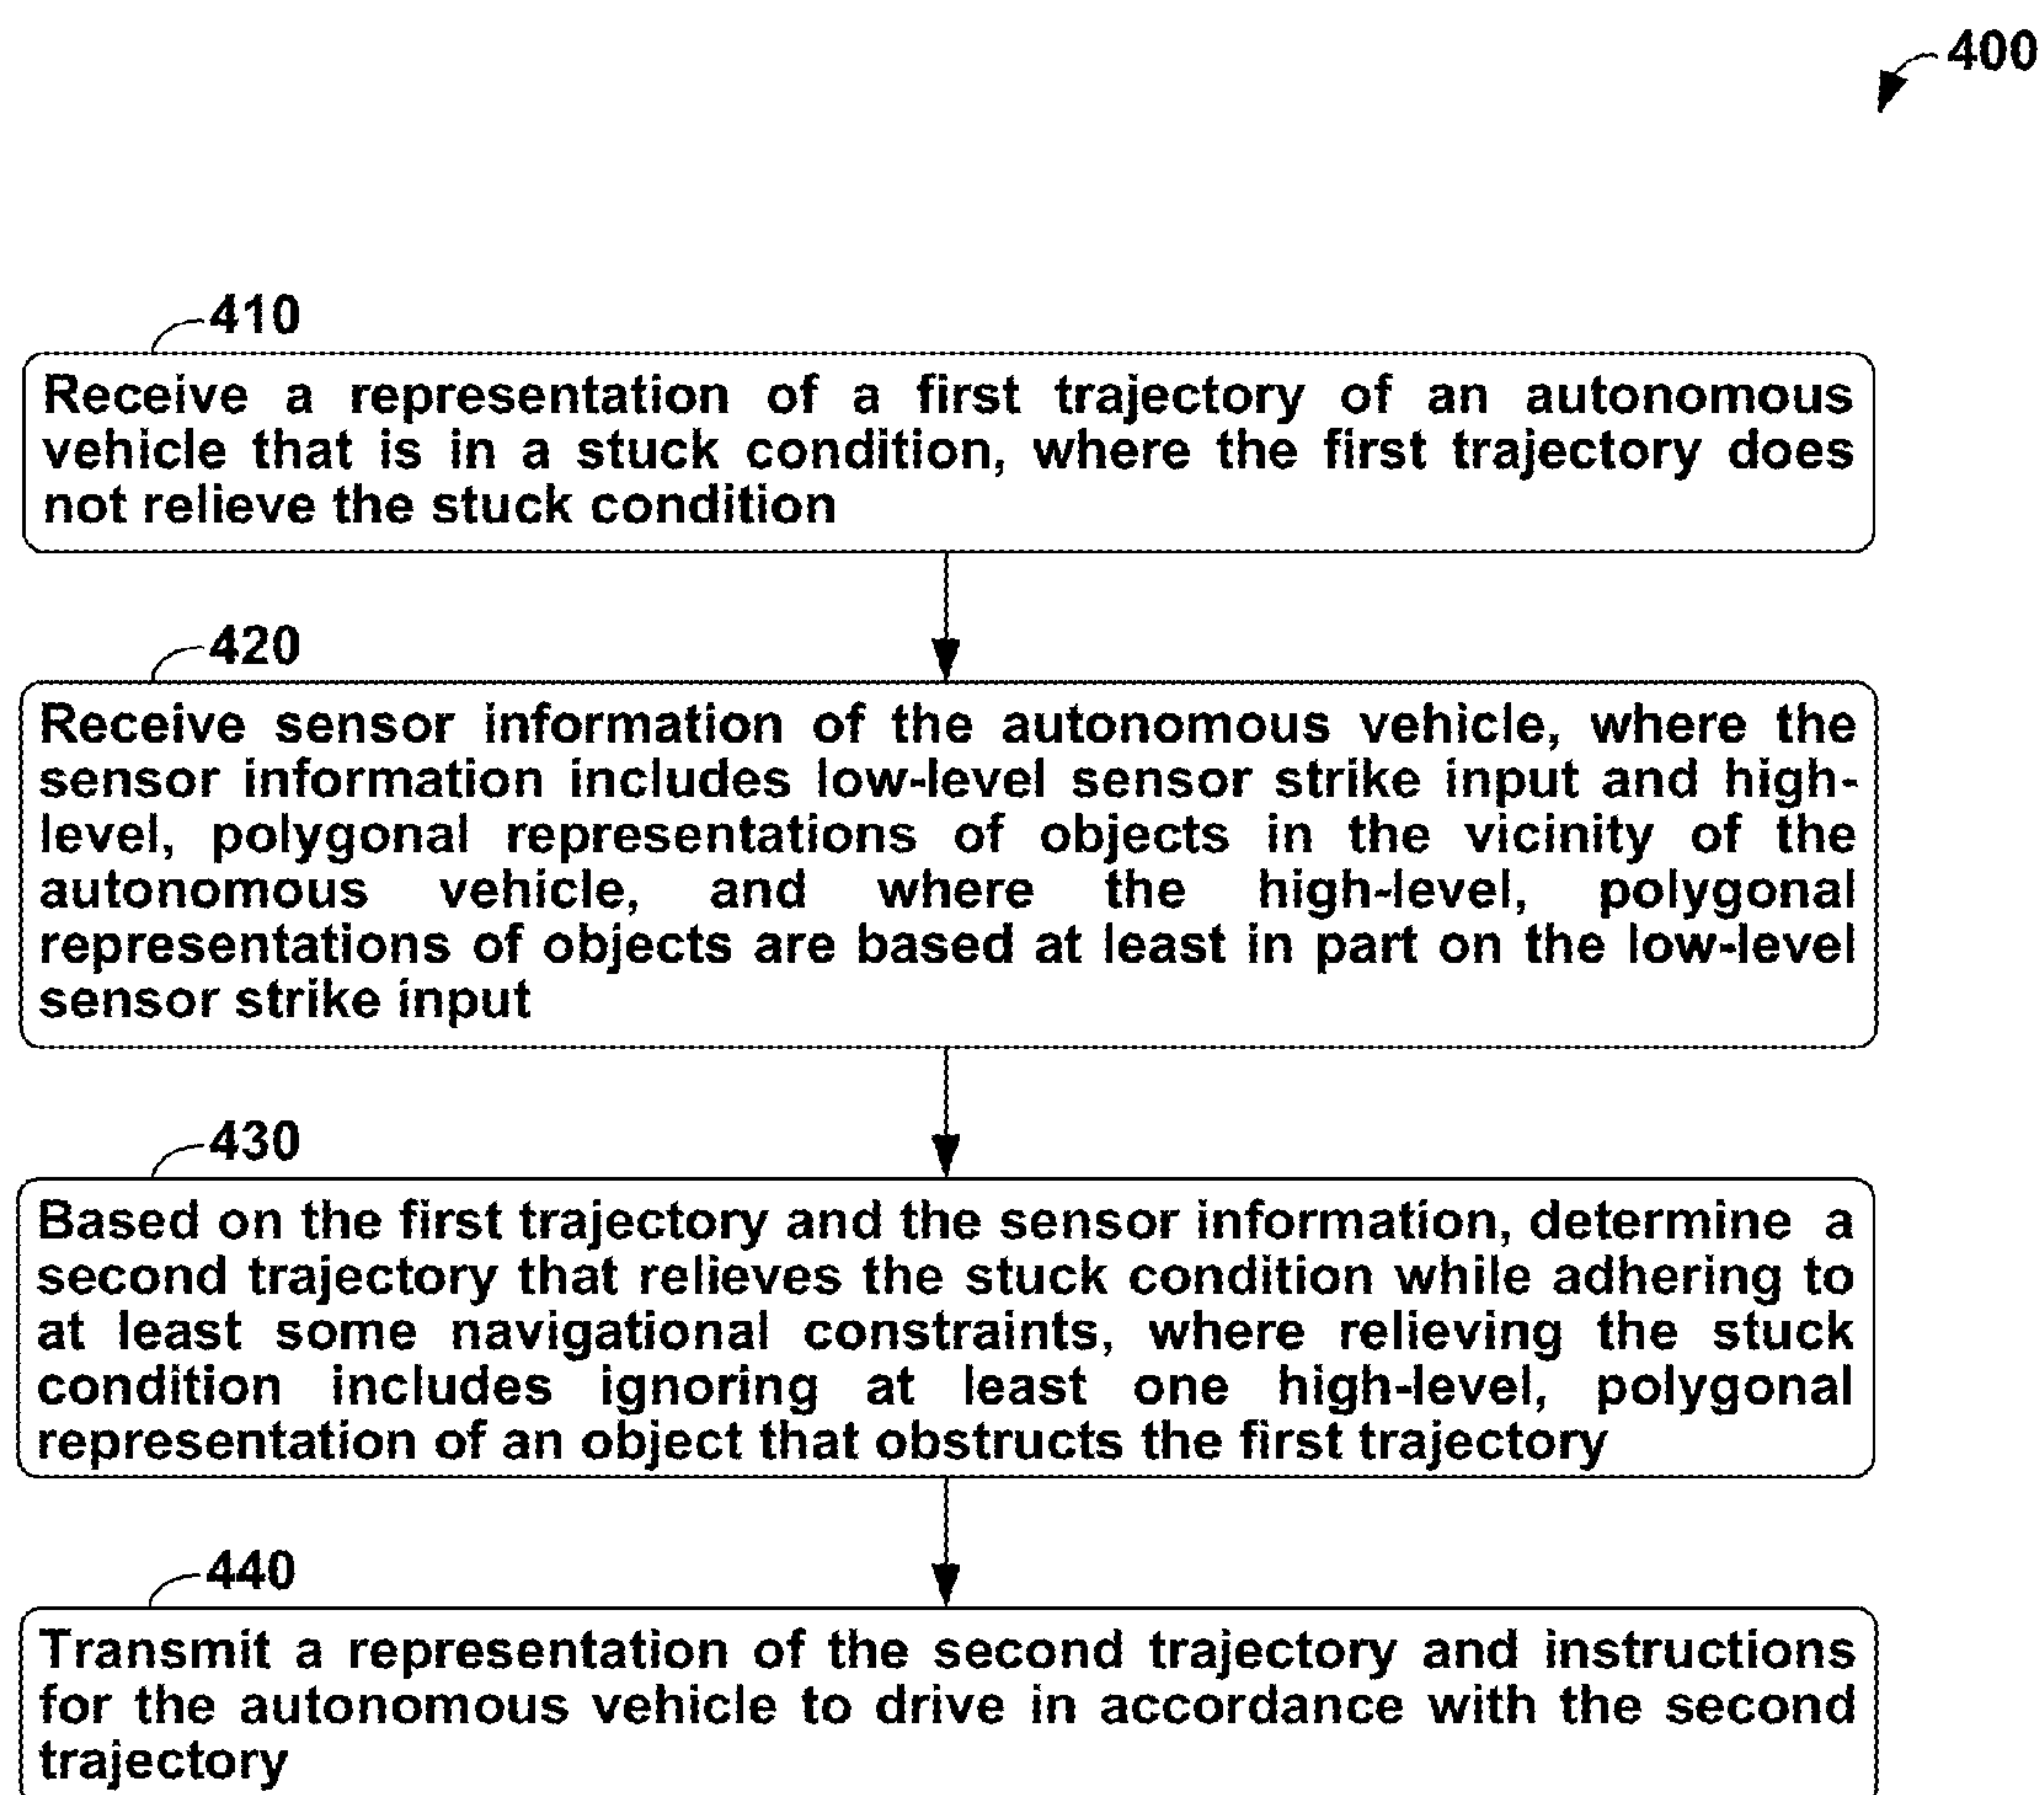 400
410
Receive a representation of a first trajectory of an autonomous
vehicle that is in a stuck condition, where the first trajectory does
not relieve the stuck condition
420
Receive sensor information of the autonomous vehicle, where the
sensor information includes low-level sensor strike input and high-
level, polygonal representations of objects in the vicinity of the
autonomous vehicle, and where the high-level, polygonal
representations of objects are based at least in part on the low-level
sensor strike input
430
Based on the first trajectory and the sensor information, determine a
second trajectory that relieves the stuck condition while adhering to
at least some navigational constraints, where relieving the stuck
condition includes ignoring at least one high-level, polygonal
representation of an object that obstructs the first trajectory
440
Transmit a representation of the second trajectory and instructions
for the autonomous vehicle to drive in accordance with the second
trajectory